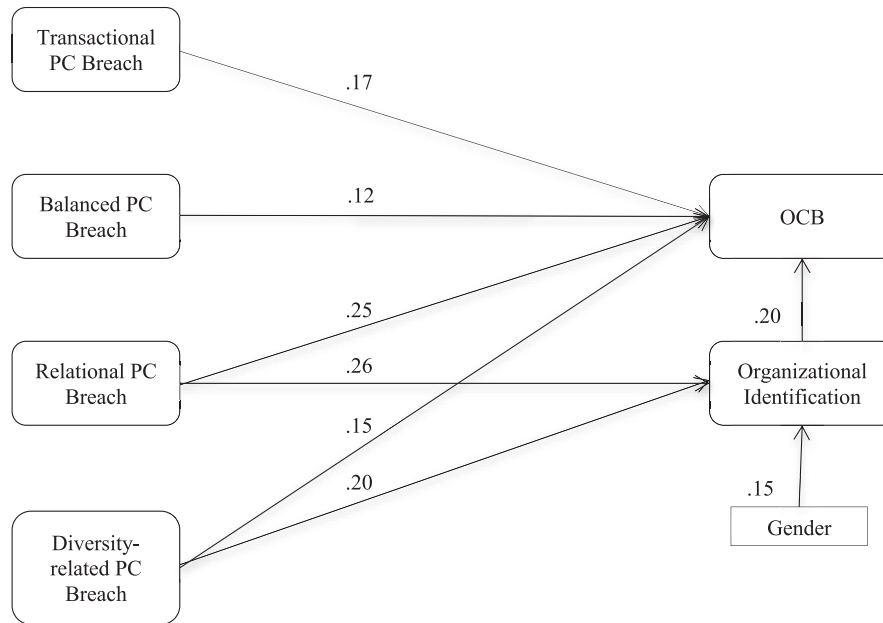 Transactional
PC Breach
.17
Balanced PC
Breach
.12
OCB
.25
.20
Relational PC
Breach
.26
Organizational
Identification
.15
.20
.15
Diversity-
related PC
Breach
Gender